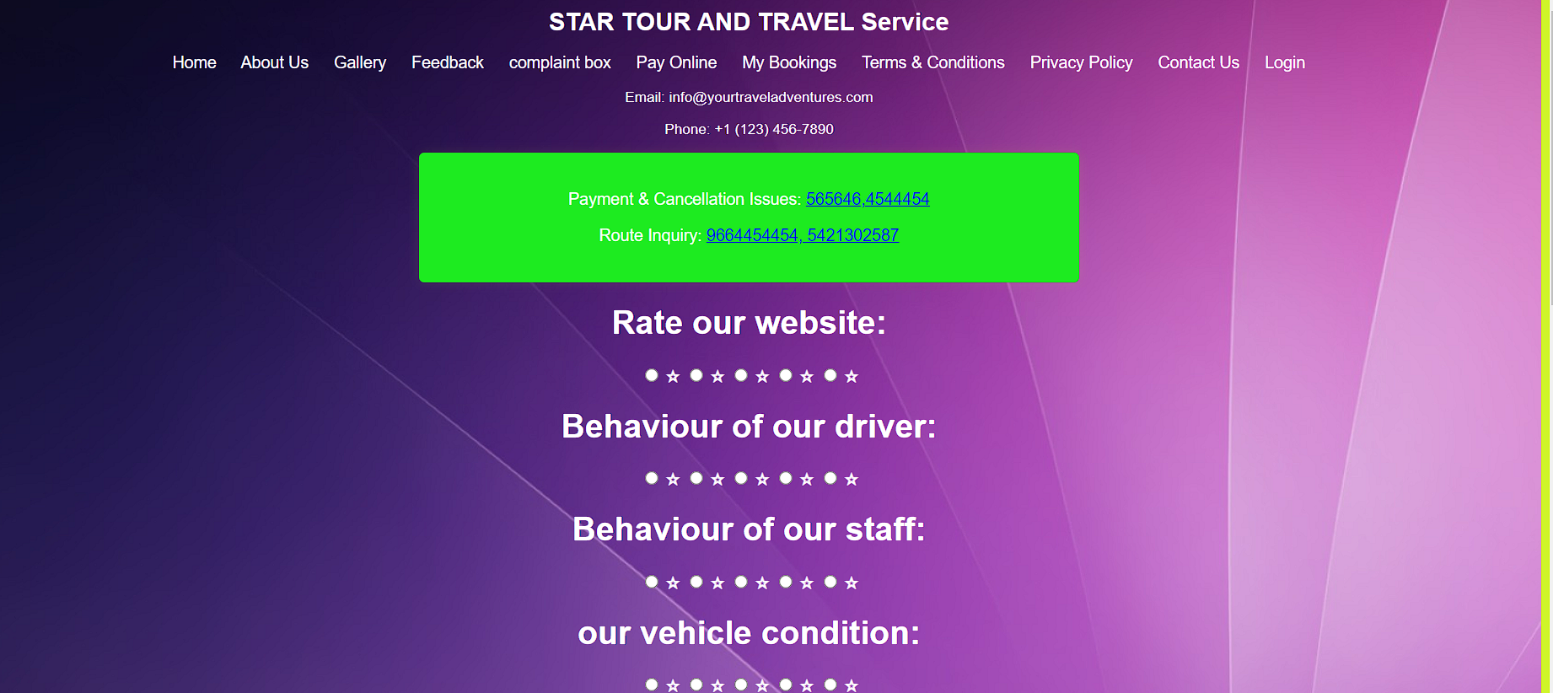 STAR TOUR AND TRAVEL Service
Home About Us Gallery Feedback complaint box Pay Online My Bookings Terms & Conditions Privacy Policy Contact Us Login
Email: info@yourtraveladventures.com
Phone: +1 (123) 456-7890
Payment & Cancellation Issues: 565646,4544454
Route Inquiry: 9664454454, 5421302587
Rate our website:
☆ ☆ ☆ ☆ ☆
Behaviour of our driver:
☆ ☆ ☆ ☆ ☆
Behaviour of our staff:
☆ ☆ ☆ ☆ ☆
our vehicle condition:
☆ ☆ ☆ ☆ ☆